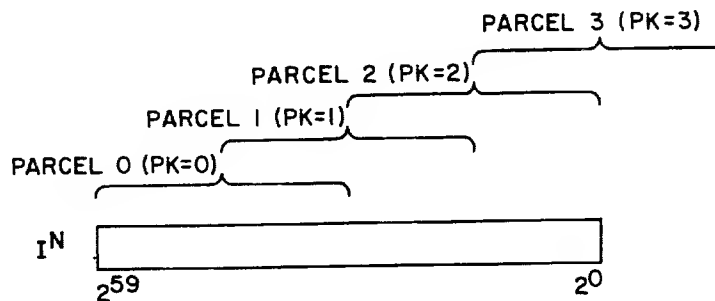 PARCEL 3 (PK=3)
PARCEL 2 (PK=2)
PARCEL 1 (PK=1)
PARCEL 0 (PK=0)
I^N
2^59 2^0